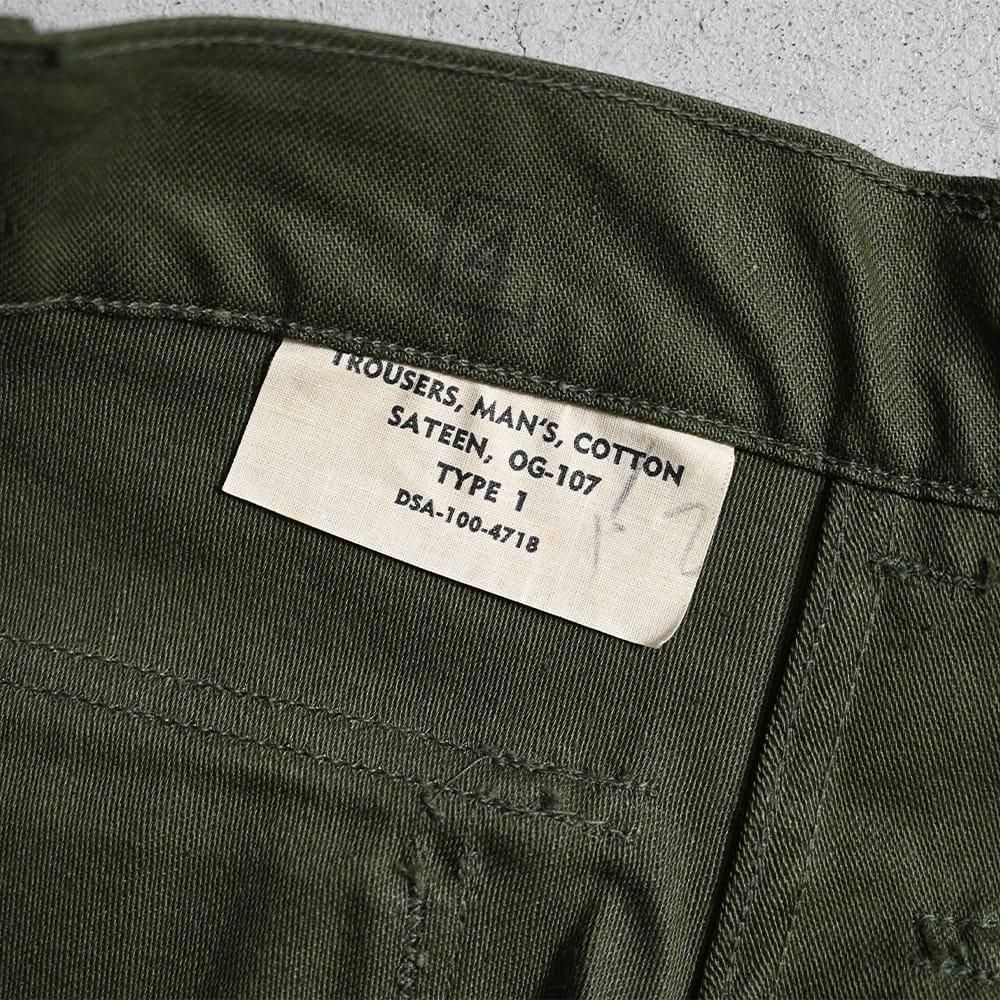 TROUSERS, MAN'S, COTTON
SATEEN, OG-107
TYPE 1
DSA-100-4718